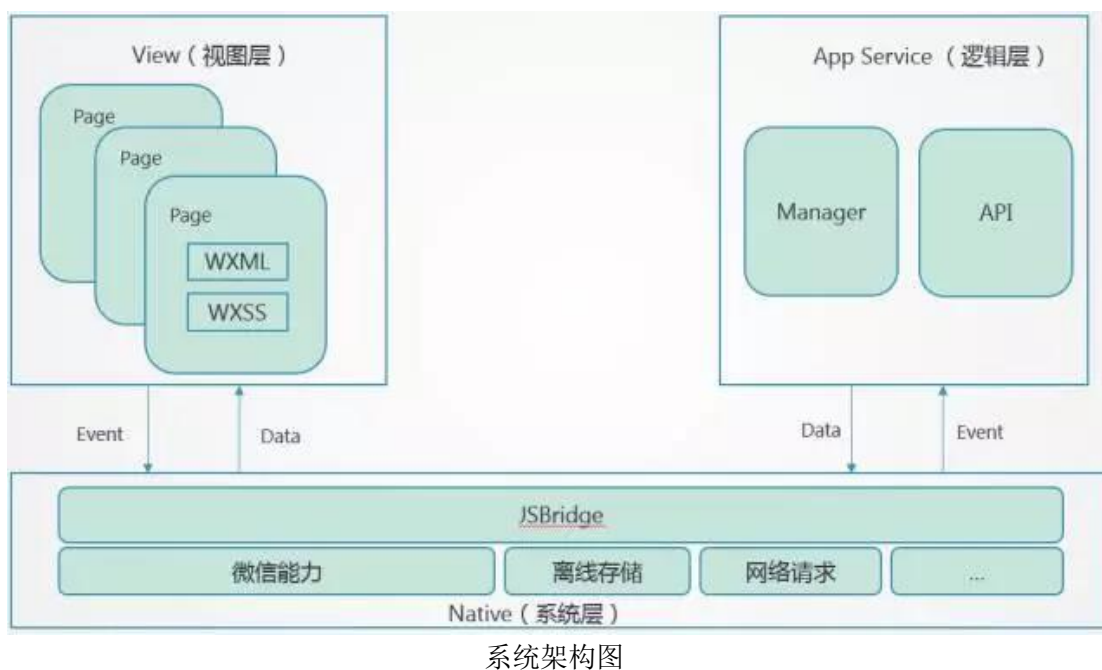 View（视图层）
Page
Page
Page
WXML
WXSS
App Service （逻辑层）
Manager
API
Event
Data
Data
Event
JSBridge
微信能力
离线存储
网络请求
...
Native（系统层）
系统架构图